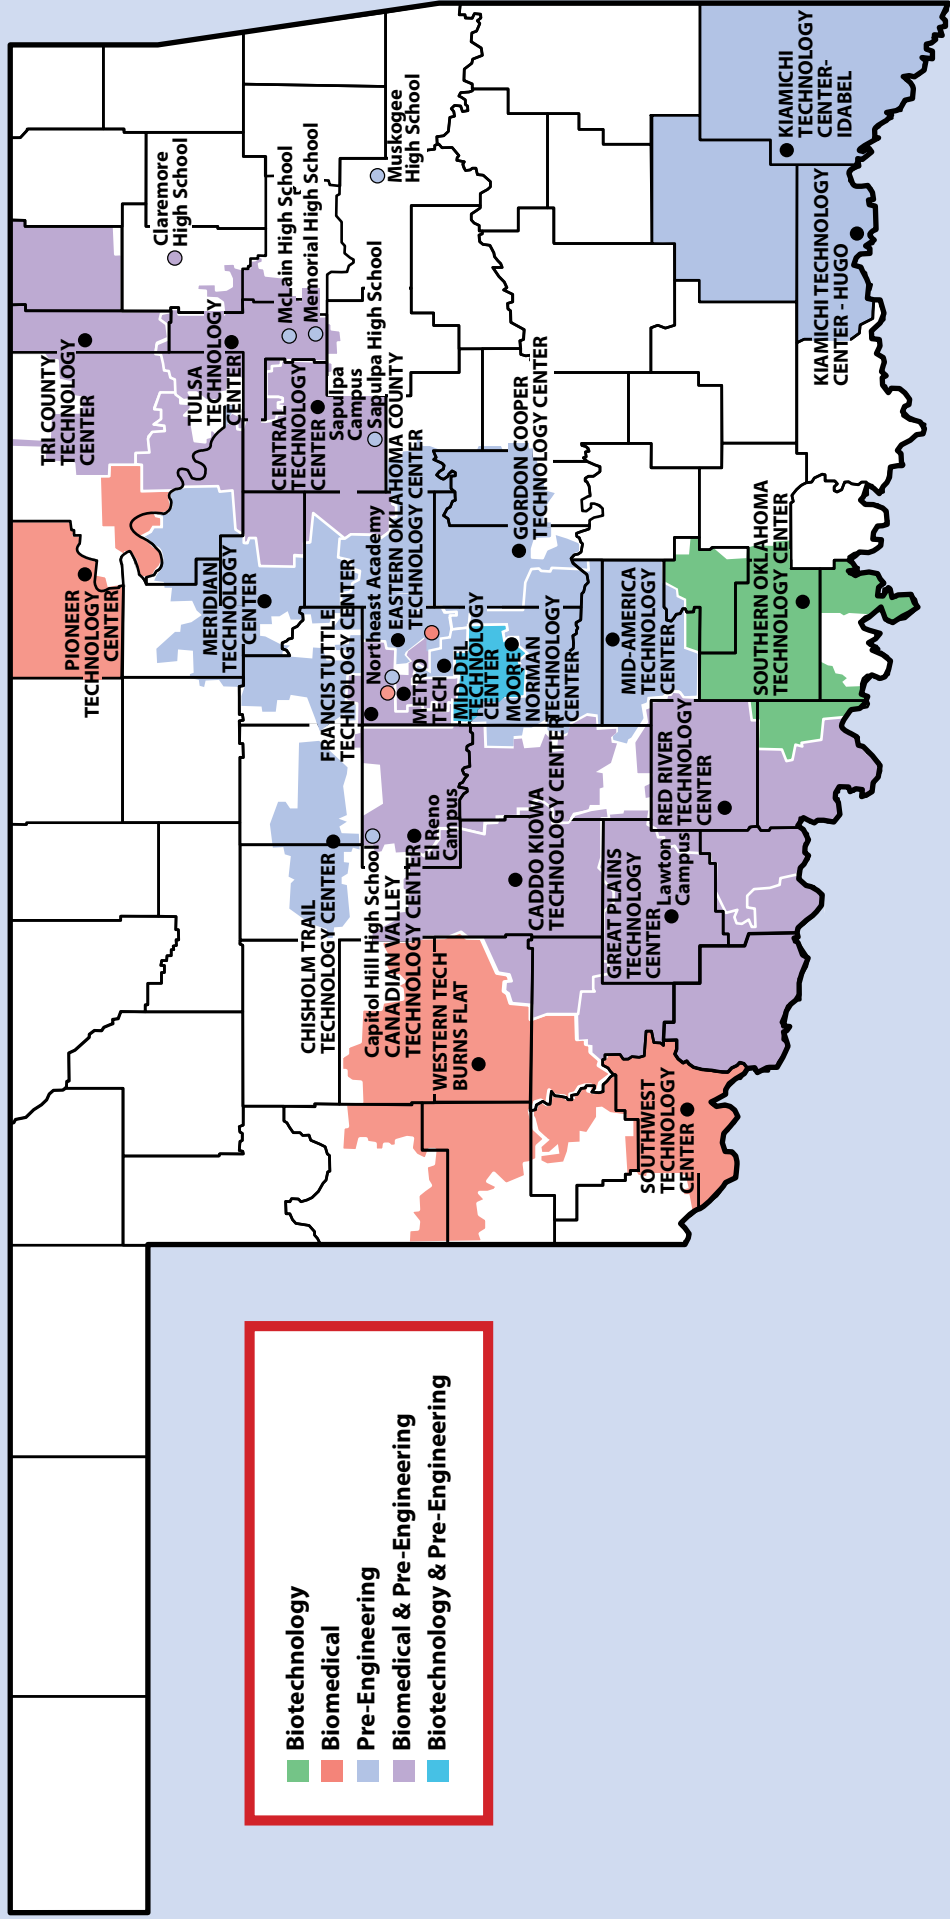 PIONEER
TECHNOLOGY
CENTER
TRI COUNTY
TECHNOLOGY
CENTER
Claremore
High School
MERIDIAN
TECHNOLOGY
CENTER
TULSA
TECHNOLOGY
CENTER
McLain High School
Memorial High School
CENTRAL
TECHNOLOGY
CENTER
Sapulpa
Campus
Sapulpa High School
Muskogee
High School
CHISHOLM TRAIL
TECHNOLOGY CENTER
FRANCIS TUTTLE
TECHNOLOGY CENTER
Northeast Academy
EASTERN OKLAHOMA COUNTY
TECHNOLOGY CENTER
Capitol Hill High School
CANADIAN VALLEY
TECHNOLOGY CENTER
El Reno
Campus
METRO
TECH
MID-DEL
TECHNOLOGY
CENTER
WESTERN TECH
BURNS FLAT
MOORE
NORMAN
TECHNOLOGY
CENTER
GORDON COOPER
TECHNOLOGY CENTER
CADDO KIOWA
TECHNOLOGY CENTER
GREAT PLAINS
TECHNOLOGY
CENTER
Lawton
Campus
MID-AMERICA
TECHNOLOGY
CENTER
RED RIVER
TECHNOLOGY
CENTER
SOUTHWEST
TECHNOLOGY
CENTER
SOUTHERN OKLAHOMA
TECHNOLOGY CENTER
KIAMICHI TECHNOLOGY
CENTER - HUGO
KIAMICHI
TECHNOLOGY
CENTER-
IDABEL
Biotechnology
Biomedical
Pre-Engineering
Biomedical & Pre-Engineering
Biotechnology & Pre-Engineering